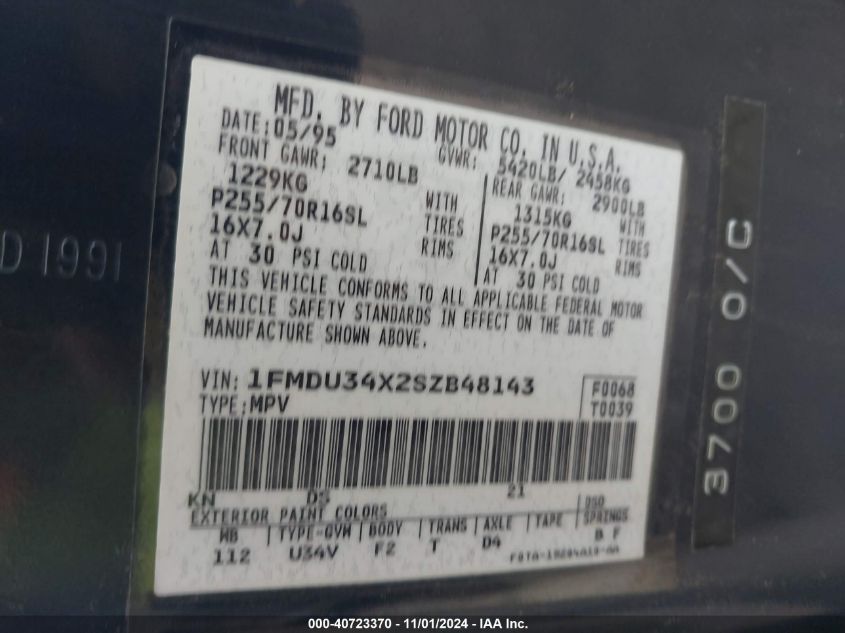 MFD. BY FORD MOTOR CO. IN U.S.A.
DATE: 05/95 GVWR: 5420LB/ 2458KG
FRONT GAWR: 2710LB REAR GAWR: 2900LB
1229KG WITH 1315KG WITH
P255/70R16SL TIRES P255/70R16SL TIRES
16X7.0J RIMS 16X7.0J RIMS
AT 30 PSI COLD AT 30 PSI COLD
THIS VEHICLE CONFORMS TO ALL APPLICABLE FEDERAL MOTOR
VEHICLE SAFETY STANDARDS IN EFFECT ON THE DATE OF
MANUFACTURE SHOWN ABOVE.
VIN: 1FMDU34X2SZB48143 F0068
TYPE: MPV T0039
KN DS 21
EXTERIOR PAINT COLORS DSO
WB TYPE-GVW BODY TRANS AXLE TAPE SPRINGS
112 U34V F2 T D4 B F
3700 O/C
D 1991
000-40723370 - 11/01/2024 - IAA Inc.